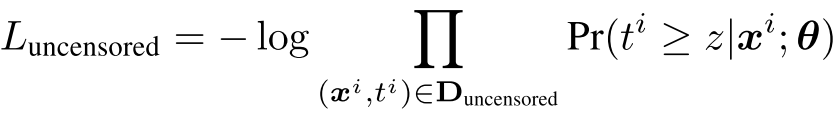 L_uncensored = − log ∏_{(𝒙^i,t^i)∈𝐃_uncensored} Pr(t^i ≥ z|𝒙^i; 𝜽)